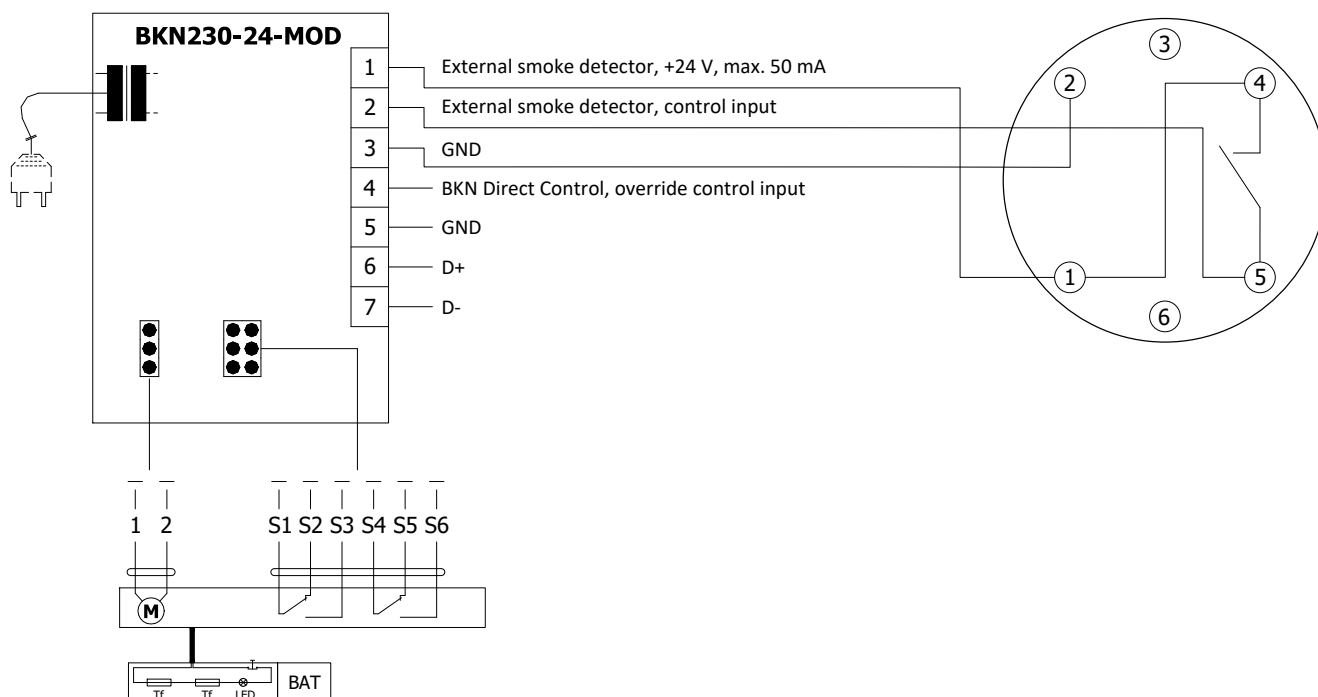 BKN230-24-MOD
1 External smoke detector, +24 V, max. 50 mA
2 External smoke detector, control input
3 GND
4 BKN Direct Control, override control input
5 GND
6 D+
7 D-
3
2 4
1 5
6
1 2 S1 S2 S3 S4 S5 S6
M
BAT
Tf Tf LED